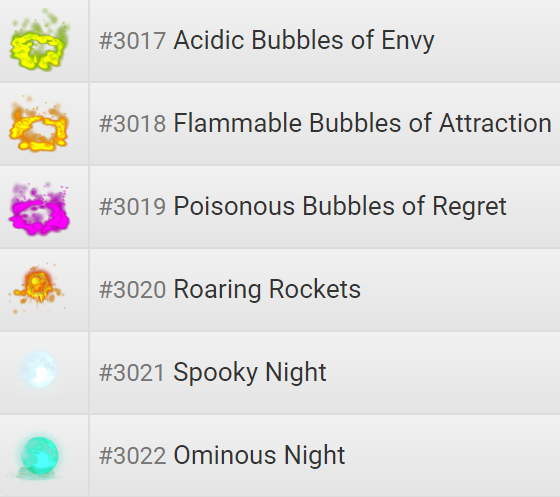 #3017 Acidic Bubbles of Envy
#3018 Flammable Bubbles of Attraction
#3019 Poisonous Bubbles of Regret
#3020 Roaring Rockets
#3021 Spooky Night
#3022 Ominous Night